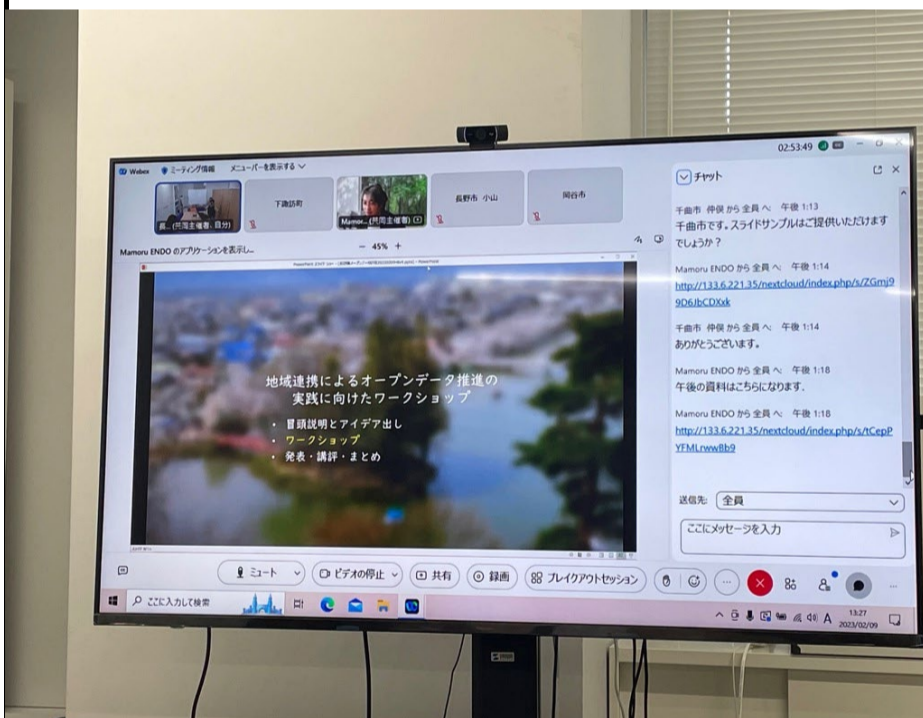 02:53:49
Webex ミーティング情報 メニューバーを表示する
長... (共同主催者, 自分)
下諏訪町
Mamor... (共同主催者)
長野市 小山
岡谷市
Mamoru ENDO のアプリケーションを表示し...
− 45% +
地域連携によるオープンデータ推進の
実践に向けたワークショップ
・ 冒頭説明とアイデア出し
・ ワークショップ
・ 発表・講評・まとめ
チャット
千曲市 仲俣 から 全員 へ: 午後 1:13
千曲市です。スライドサンプルはご提供いただけます
でしょうか?
Mamoru ENDO から 全員 へ: 午後 1:14
http://133.6.221.35/nextcloud/index.php/s/ZGmj9
9D6JbCDXxk
千曲市 仲俣 から 全員 へ: 午後 1:14
ありがとうございます。
Mamoru ENDO から 全員 へ: 午後 1:18
午後の資料はこちらになります.
Mamoru ENDO から 全員 へ: 午後 1:18
http://133.6.221.35/nextcloud/index.php/s/tCepP
YFMLrwwBb9
送信先: 全員
ここにメッセージを入力
ミュート
ビデオの停止
共有
録画
ブレイクアウトセッション
ここに入力して検索
A
13:27
2023/02/09